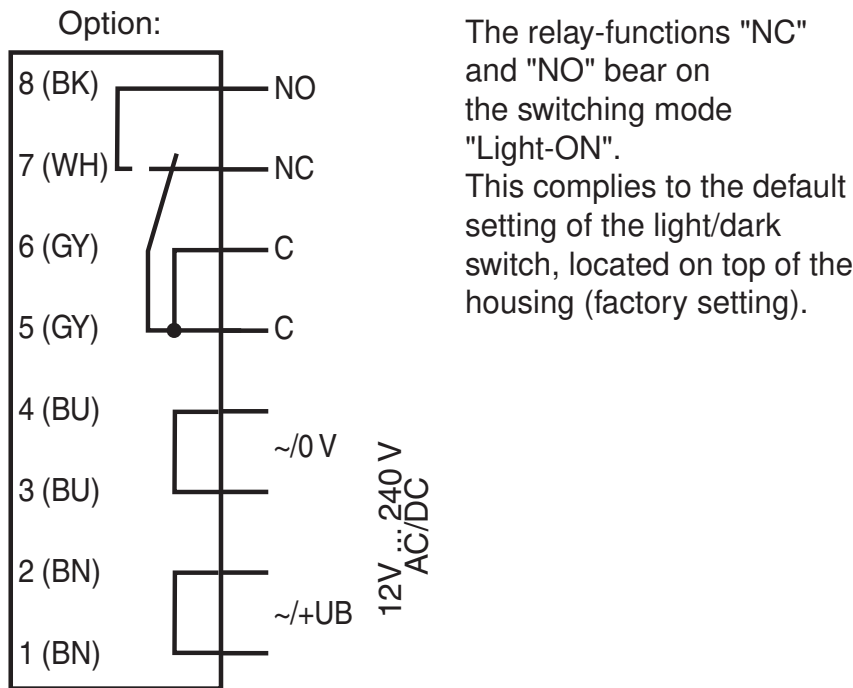 Option:
8 (BK) NO
7 (WH) NC
6 (GY) C
5 (GY) C
4 (BU)
~/0 V
3 (BU)
2 (BN)
~/+UB
1 (BN)
12V ... 240 V
AC/DC
The relay-functions "NC"
and "NO" bear on
the switching mode
"Light-ON".
This complies to the default
setting of the light/dark
switch, located on top of the
housing (factory setting).